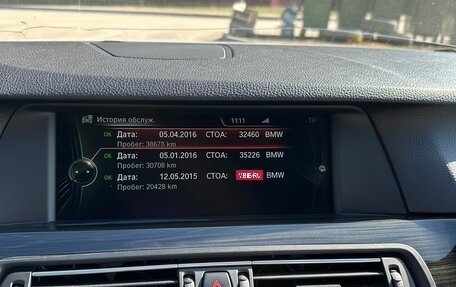 История обслуж. 11:11 TP
OK Дата: 05.04.2016 СТОА: 32460 BMW
Пробег: 38678 km
OK Дата: 05.01.2016 СТОА: 35226 BMW
Пробег: 30708 km
OK Дата: 12.05.2015 СТОА: BMW
Пробег: 20428 km